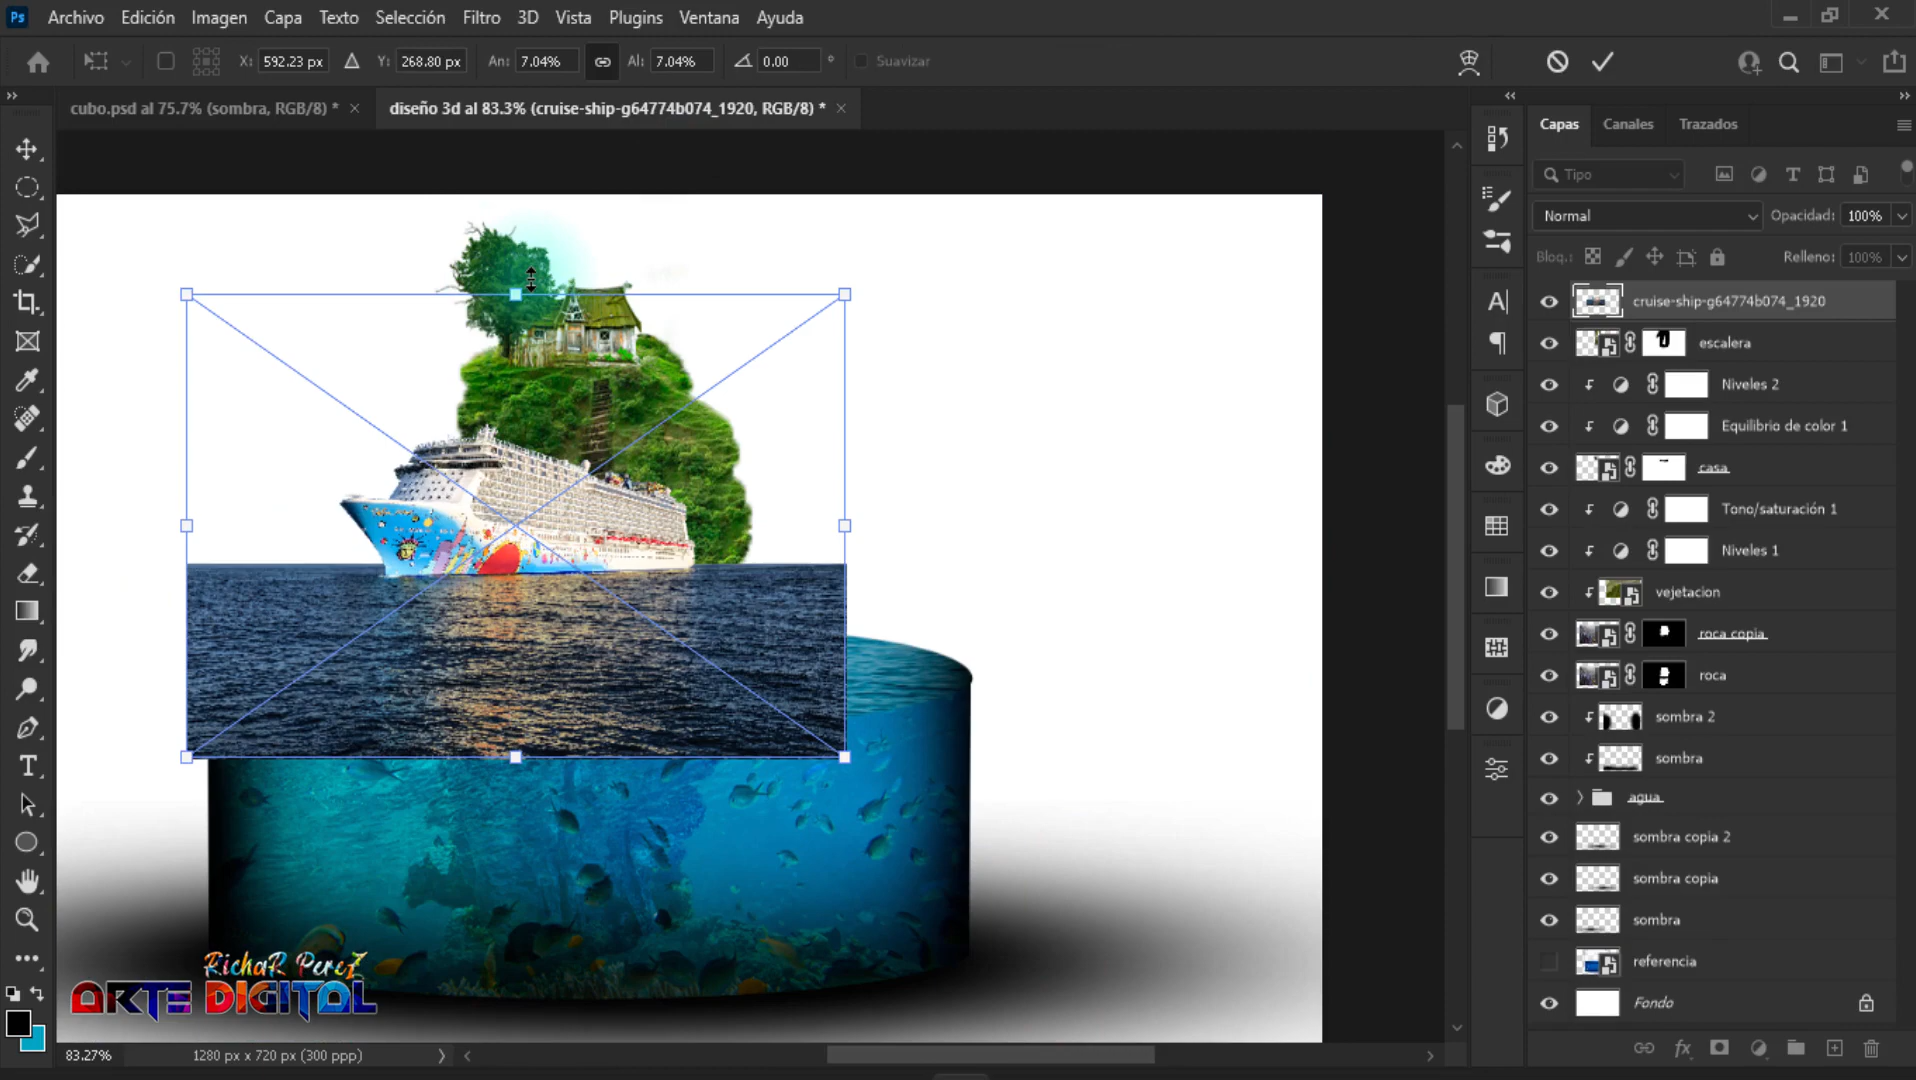 Ps Archivo Edición Imagen Capa Texto Selección Filtro 3D Vista Plugins Ventana Ayuda
X: 592.23 px Y: 268.80 px An: 7.04% Al: 7.04% 0.00 ° Suavizar
cubo.psd al 75.7% (sombra, RGB/8) * diseño 3d al 83.3% (cruise-ship-g64774b074_1920, RGB/8) *
Capas Canales Trazados
Tipo
Normal Opacidad: 100%
Bloq.: Relleno: 100%
cruise-ship-g64774b074_1920
escalera
Niveles 2
Equilibrio de color 1
casa
Tono/saturación 1
Niveles 1
vejetacion
roca copia
roca
sombra 2
sombra
agua
sombra copia 2
sombra copia
sombra
referencia
Fondo
RichaR PereZ
ARTE DIGITAL
83.27% 1280 px x 720 px (300 ppp)